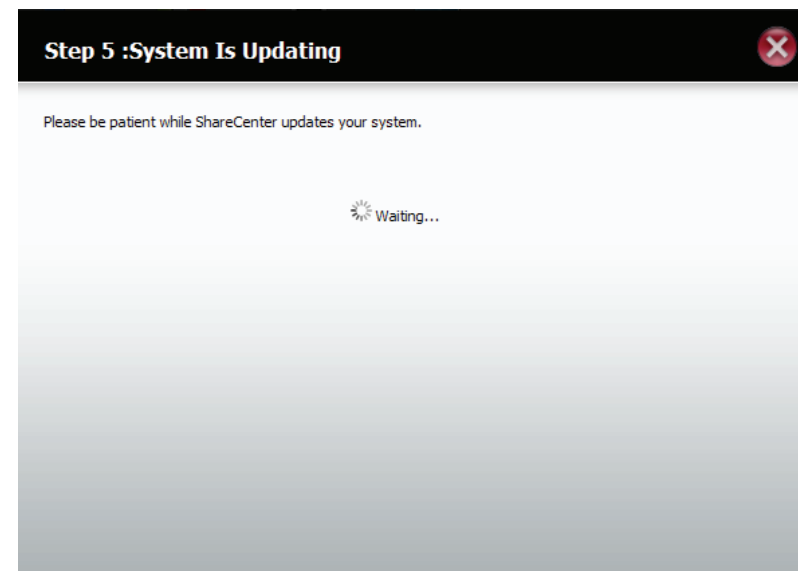 Step 5 :System Is Updating
Please be patient while ShareCenter updates your system.
Waiting...